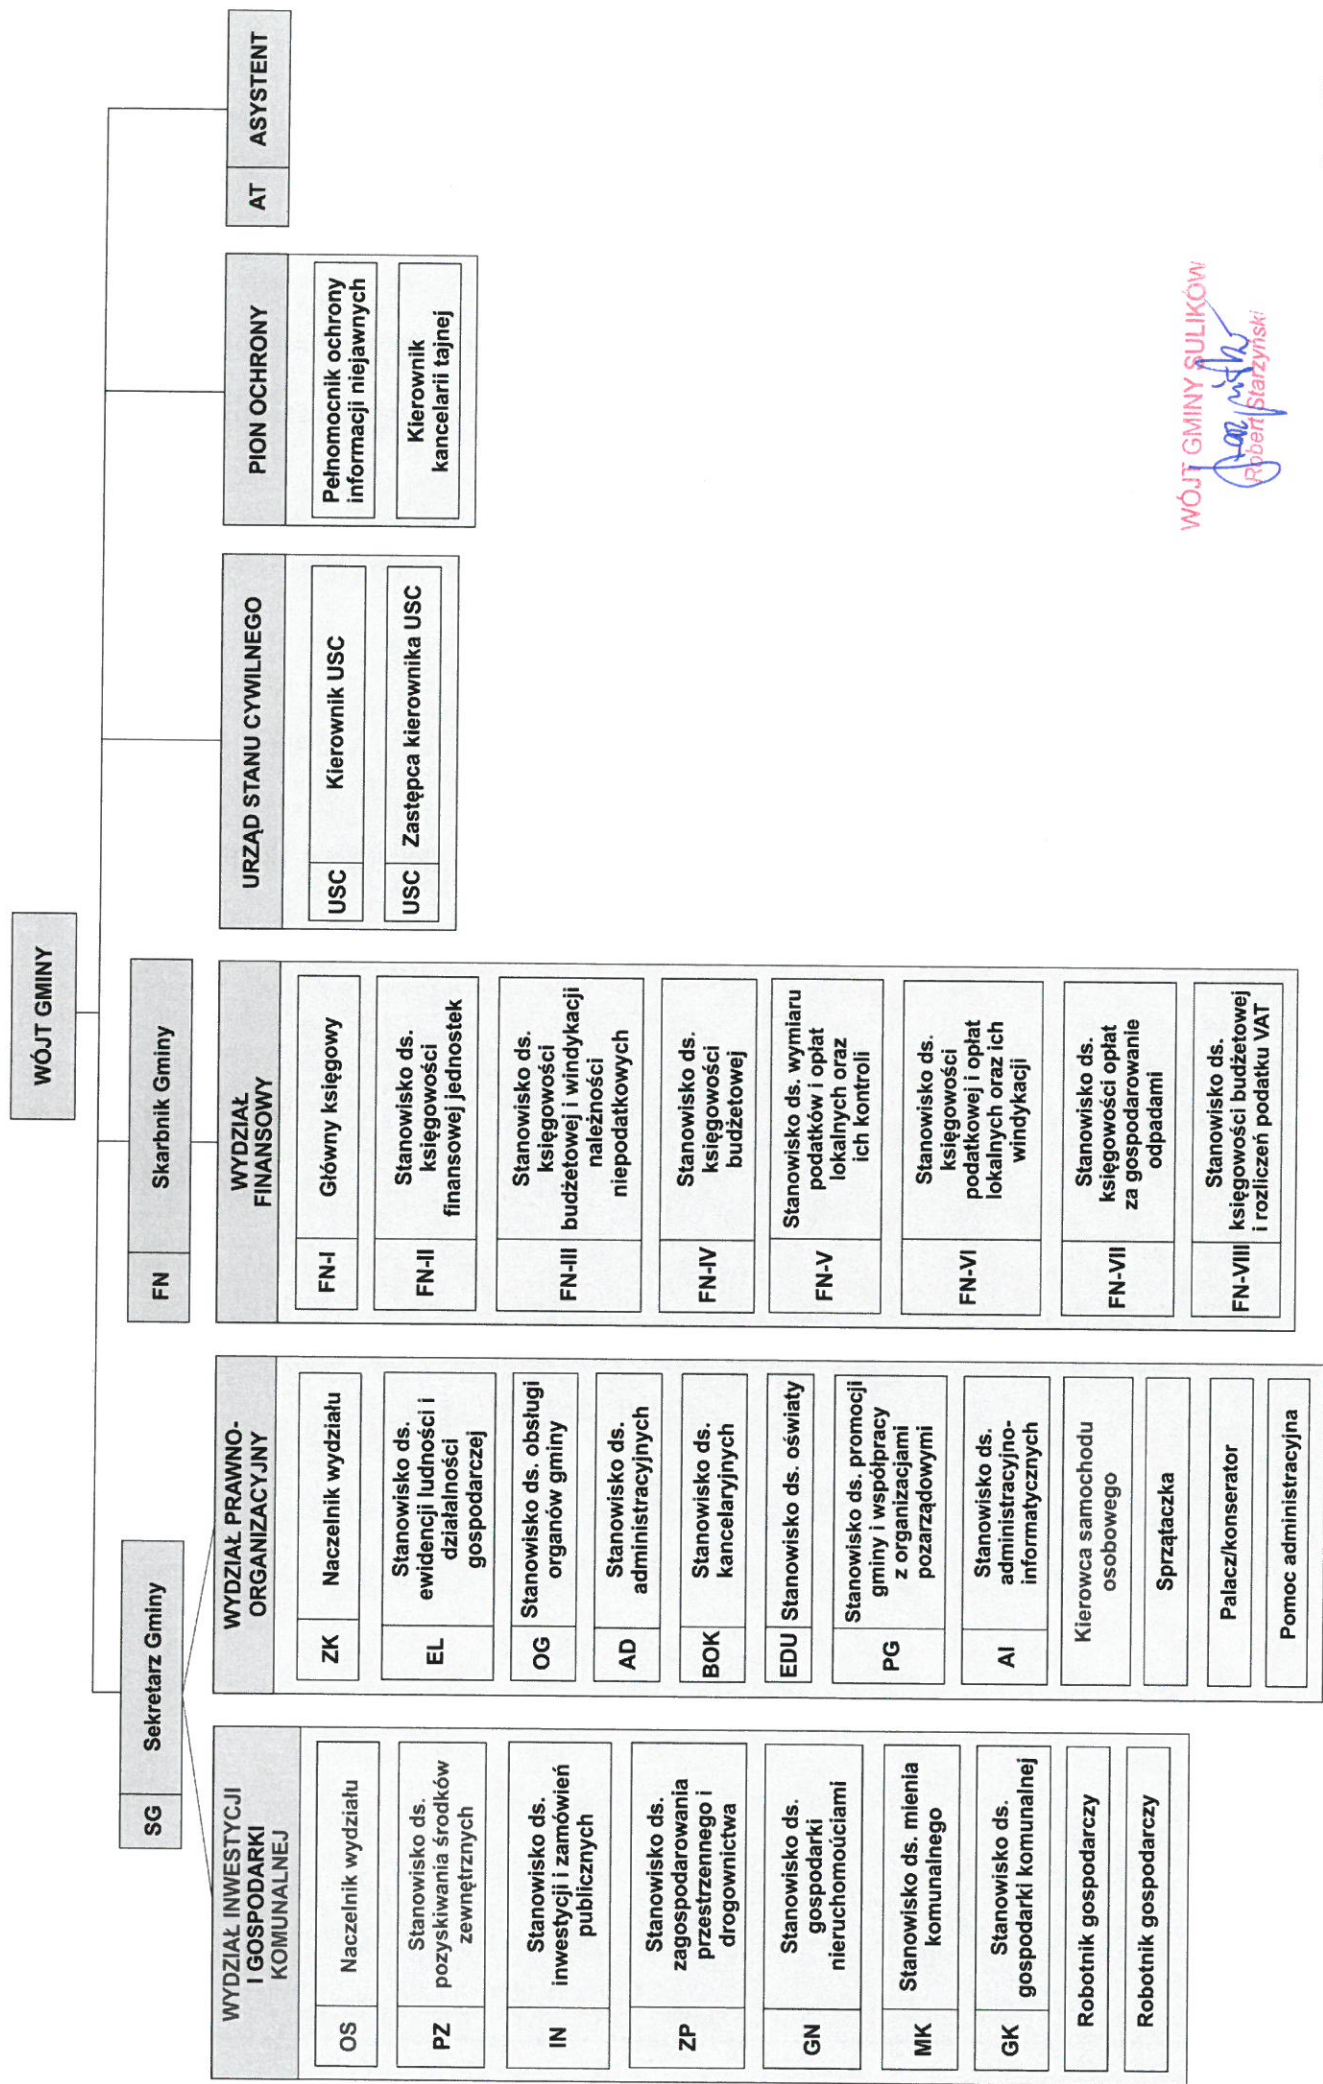 WÓJT GMINY
SG
Sekretarz Gminy
FN
Skarbnik Gminy
WYDZIAŁ INWESTYCJI
I GOSPODARKI
KOMUNALNEJ
OS
Naczelnik wydziału
PZ
Stanowisko ds.
pozyskiwania środków
zewnętrznych
IN
Stanowisko ds.
inwestycji i zamówień
publicznych
ZP
Stanowisko ds.
zagospodarowania
przestrzennego i
drogownictwa
GN
Stanowisko ds.
gospodarki
nieruchomoúciami
MK
Stanowisko ds. mienia
komunalnego
GK
Stanowisko ds.
gospodarki komunalnej
Robotnik gospodarczy
Robotnik gospodarczy
WYDZIAŁ PRAWNO-
ORGANIZACYJNY
ZK
Naczelnik wydziału
EL
Stanowisko ds.
ewidencji ludności i
działalności
gospodarczej
OG
Stanowisko ds. obsługi
organów gminy
AD
Stanowisko ds.
administracyjnych
BOK
Stanowisko ds.
kancelaryjnych
EDU
Stanowisko ds. oświaty
PG
Stanowisko ds. promocji
gminy i współpracy
z organizacjami
pozarządowymi
AI
Stanowisko ds.
administracyjno-
informatycznych
Kierowca samochodu
osobowego
Sprzątaczka
Palacz/konserator
Pomoc administracyjna
WYDZIAŁ
FINANSOWY
FN-I
Główny księgowy
FN-II
Stanowisko ds.
księgowości
finansowej jednostek
FN-III
Stanowisko ds.
księgowości
budżetowej i windykacji
należności
niepodatkowych
FN-IV
Stanowisko ds.
księgowości
budżetowej
FN-V
Stanowisko ds. wymiaru
podatków i opłat
lokalnych oraz
ich kontroli
FN-VI
Stanowisko ds.
księgowości
podatkowej i opłat
lokalnych oraz ich
windykacji
FN-VII
Stanowisko ds.
księgowości opłat
za gospodarowanie
odpadami
FN-VIII
Stanowisko ds.
księgowości budżetowej
i rozliczeń podatku VAT
URZĄD STANU CYWILNEGO
USC
Kierownik USC
USC
Zastępca kierownika USC
PION OCHRONY
Pełnomocnik ochrony
informacji niejawnych
Kierownik
kancelarii tajnej
AT
ASYSTENT
WÓJT GMINY SULIKÓW
Robert Starzyński